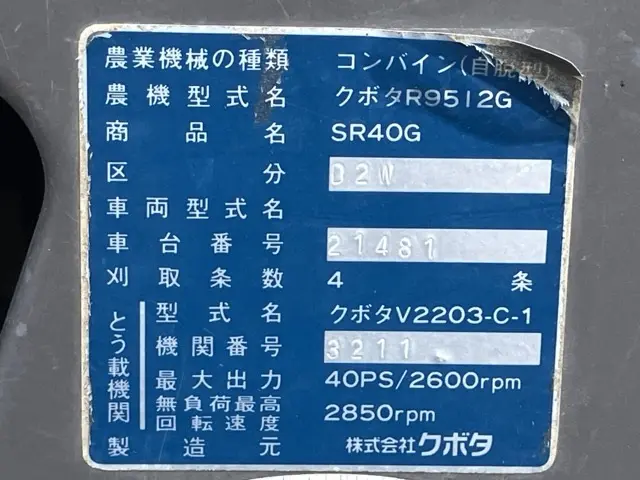 農業機械の種類 コンバイン(自脱型)
農機型式名 クボタR9512G
商品名 SR40G
区分 D2W
車両型式名
車台番号 21481
刈取条数 4条
とう載機関
型式名 クボタV2203-C-1
機関番号 3211
最大出力 40PS/2600rpm
無負荷最高回転速度 2850rpm
製造元 株式会社クボタ